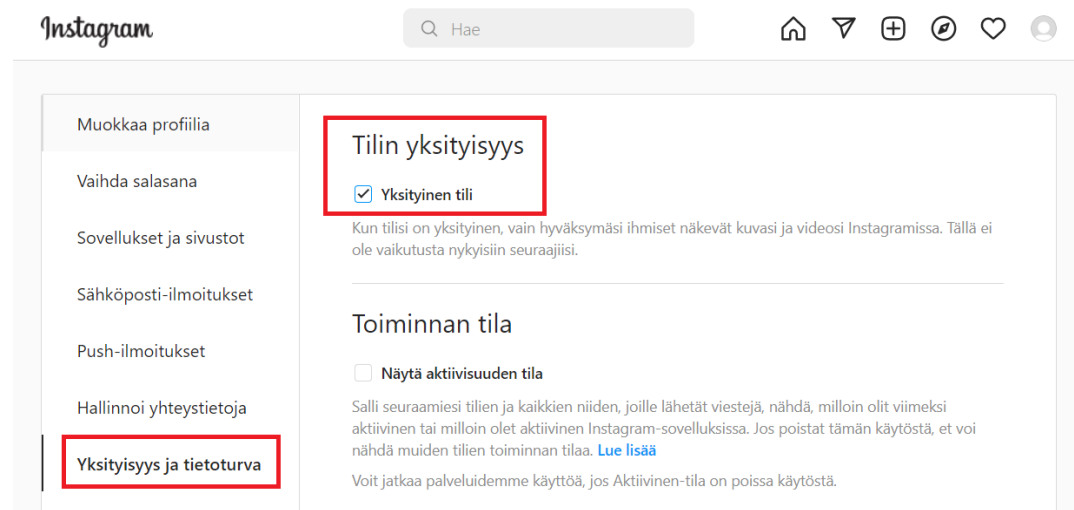 Instagram
Hae
Muokkaa profiilia
Vaihda salasana
Sovellukset ja sivustot
Sähköposti-ilmoitukset
Push-ilmoitukset
Hallinnoi yhteystietoja
Yksityisyys ja tietoturva
Tilin yksityisyys
Yksityinen tili
Kun tilisi on yksityinen, vain hyväksymäsi ihmiset näkevät kuvasi ja videosi Instagramissa. Tällä ei
ole vaikutusta nykyisiin seuraajiisi.
Toiminnan tila
Näytä aktiivisuuden tila
Salli seuraamiesi tilien ja kaikkien niiden, joille lähetät viestejä, nähdä, milloin olit viimeksi
aktiivinen tai milloin olet aktiivinen Instagram-sovelluksissa. Jos poistat tämän käytöstä, et voi
nähdä muiden tilien toiminnan tilaa. Lue lisää
Voit jatkaa palveluidemme käyttöä, jos Aktiivinen-tila on poissa käytöstä.